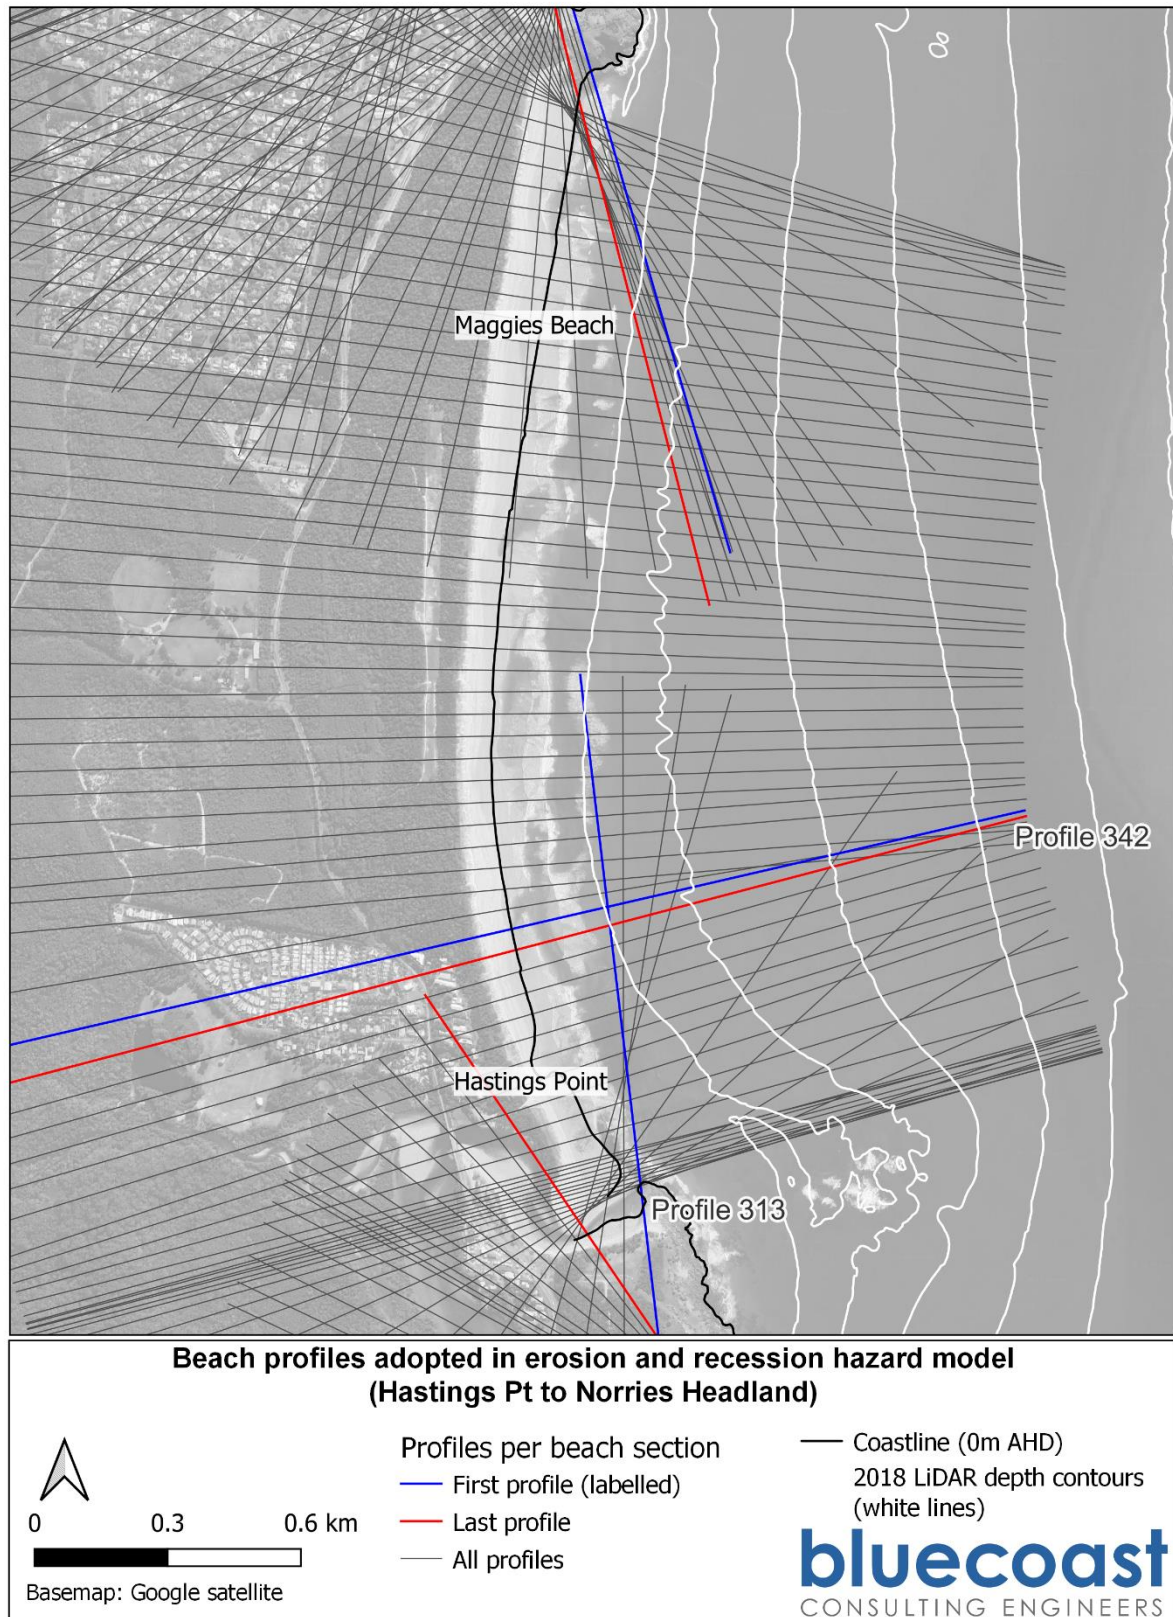 Maggies Beach
Profile 342
Hastings Point
Profile 313
Beach profiles adopted in erosion and recession hazard model
(Hastings Pt to Norries Headland)
0 0.3 0.6 km
Basemap: Google satellite
Profiles per beach section
First profile (labelled)
Last profile
All profiles
Coastline (0m AHD)
2018 LiDAR depth contours
(white lines)
bluecoast
CONSULTING ENGINEERS